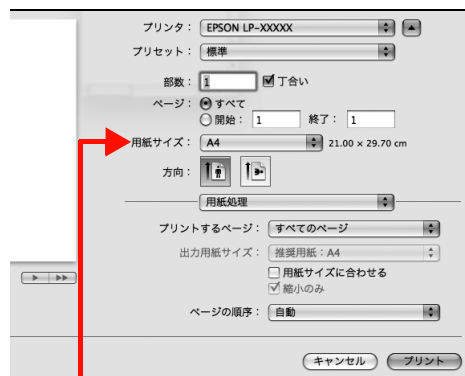 プリンタ： EPSON LP-XXXXX
プリセット： 標準
部数： 1 丁合い
ページ： すべて
開始： 1 終了： 1
用紙サイズ： A4 21.00 × 29.70 cm
方向：
用紙処理
プリントするページ： すべてのページ
出力用紙サイズ： 推奨用紙：A4
用紙サイズに合わせる
縮小のみ
ページの順序： 自動
キャンセル プリント